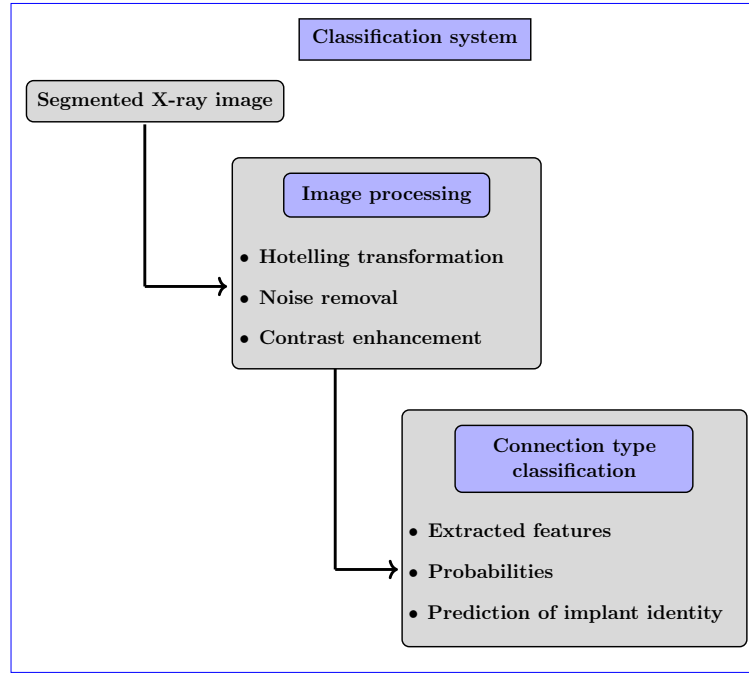 Classification system
Segmented X-ray image
Image processing
• Hotelling transformation
• Noise removal
• Contrast enhancement
Connection type
classification
• Extracted features
• Probabilities
• Prediction of implant identity